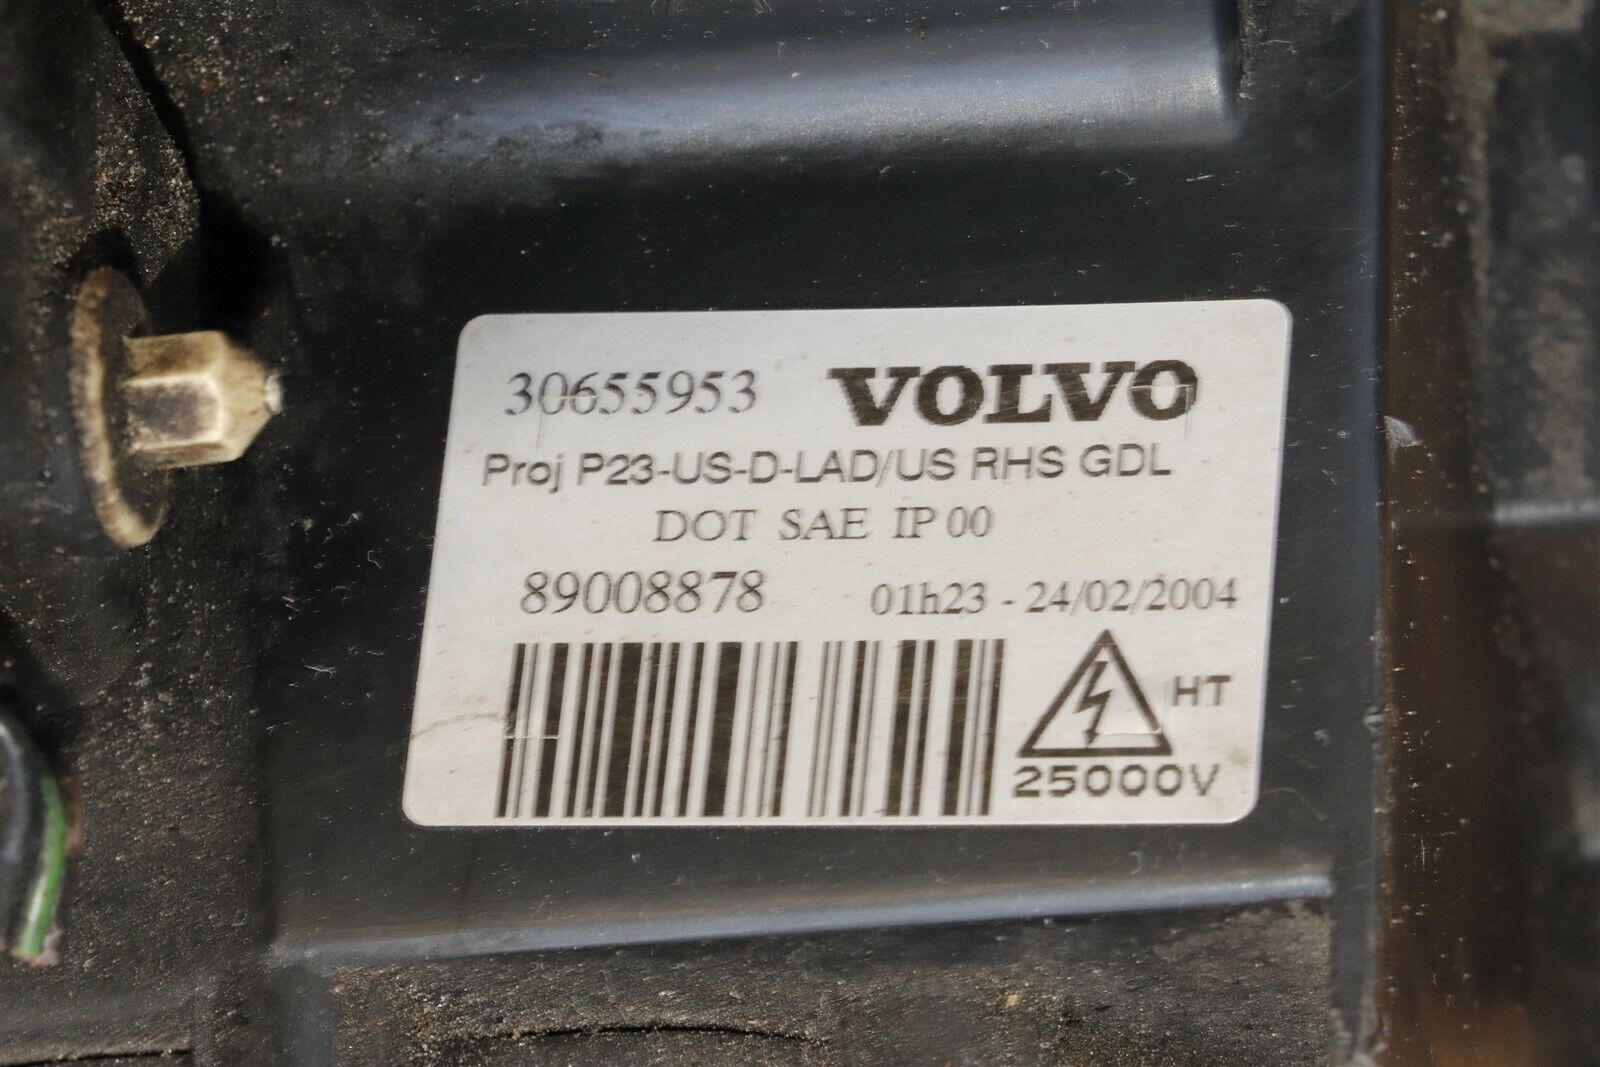 30655953 VOLVO
Proj P23-US-D-LAD/US RHS GDL
DOT SAE IP 00
89008878 01h23 - 24/02/2004
HT
25000V